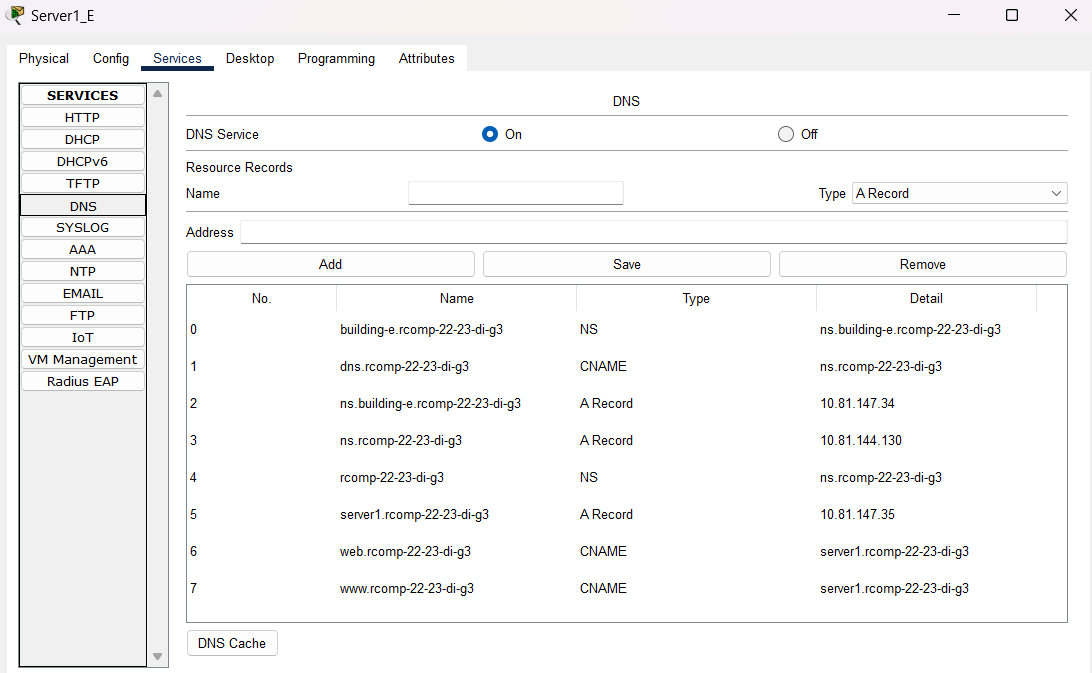 Server1_E
Physical Config Services Desktop Programming Attributes
SERVICES
HTTP
DHCP
DHCPv6
TFTP
DNS
SYSLOG
AAA
NTP
EMAIL
FTP
IoT
VM Management
Radius EAP
DNS
DNS Service On Off
Resource Records
Name Type A Record
Address
Add Save Remove
No. Name Type Detail
0 building-e.rcomp-22-23-di-g3 NS ns.building-e.rcomp-22-23-di-g3
1 dns.rcomp-22-23-di-g3 CNAME ns.rcomp-22-23-di-g3
2 ns.building-e.rcomp-22-23-di-g3 A Record 10.81.147.34
3 ns.rcomp-22-23-di-g3 A Record 10.81.144.130
4 rcomp-22-23-di-g3 NS ns.rcomp-22-23-di-g3
5 server1.rcomp-22-23-di-g3 A Record 10.81.147.35
6 web.rcomp-22-23-di-g3 CNAME server1.rcomp-22-23-di-g3
7 www.rcomp-22-23-di-g3 CNAME server1.rcomp-22-23-di-g3
DNS Cache